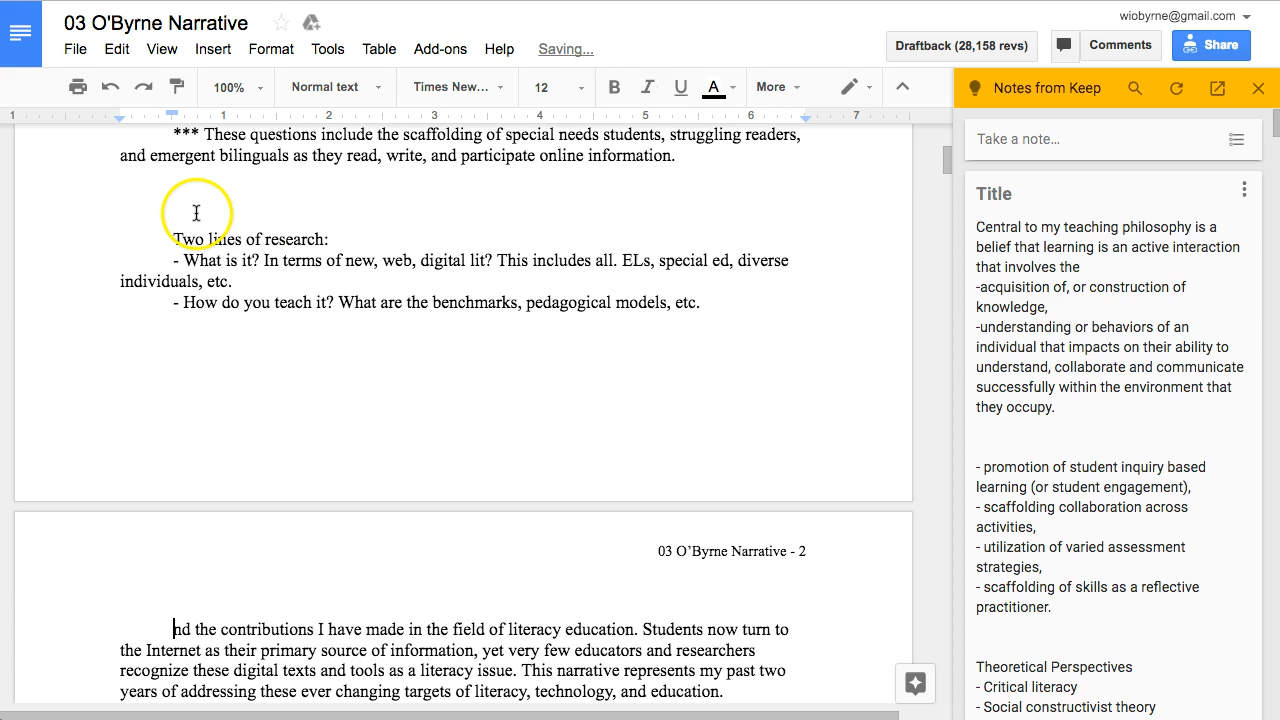 03 O'Byrne Narrative
wiobyrne@gmail.com
File Edit View Insert Format Tools Table Add-ons Help Saving...
Draftback (28,158 revs) Comments Share
100% Normal text Times New... 12 B I U A More
Notes from Keep
1 1 2 3 4 5 6 7
*** These questions include the scaffolding of special needs students, struggling readers,
and emergent bilinguals as they read, write, and participate online information.
Two lines of research:
- What is it? In terms of new, web, digital lit? This includes all. ELs, special ed, diverse
individuals, etc.
- How do you teach it? What are the benchmarks, pedagogical models, etc.
03 O’Byrne Narrative - 2
nd the contributions I have made in the field of literacy education. Students now turn to
the Internet as their primary source of information, yet very few educators and researchers
recognize these digital texts and tools as a literacy issue. This narrative represents my past two
years of addressing these ever changing targets of literacy, technology, and education.
Take a note...
Title
Central to my teaching philosophy is a
belief that learning is an active interaction
that involves the
-acquisition of, or construction of
knowledge,
-understanding or behaviors of an
individual that impacts on their ability to
understand, collaborate and communicate
successfully within the environment that
they occupy.
- promotion of student inquiry based
learning (or student engagement),
- scaffolding collaboration across
activities,
- utilization of varied assessment
strategies,
- scaffolding of skills as a reflective
practitioner.
Theoretical Perspectives
- Critical literacy
- Social constructivist theory